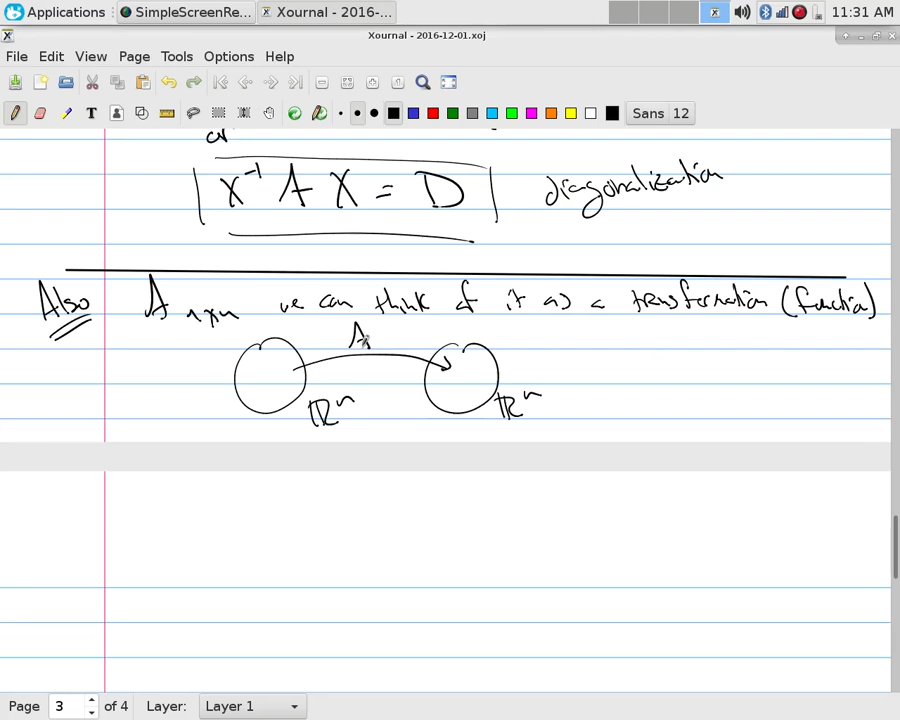 Applications SimpleScreenRe... Xournal - 2016-12-... 11:31 AM
Xournal - 2016-12-01.xoj
File Edit View Page Tools Options Help
Sans 12
or
X⁻¹ A X = D diagonalization
Also A n×n we can think of it as a transformation (function)
A
ℝⁿ ℝⁿ
Page 3 of 4 Layer: Layer 1